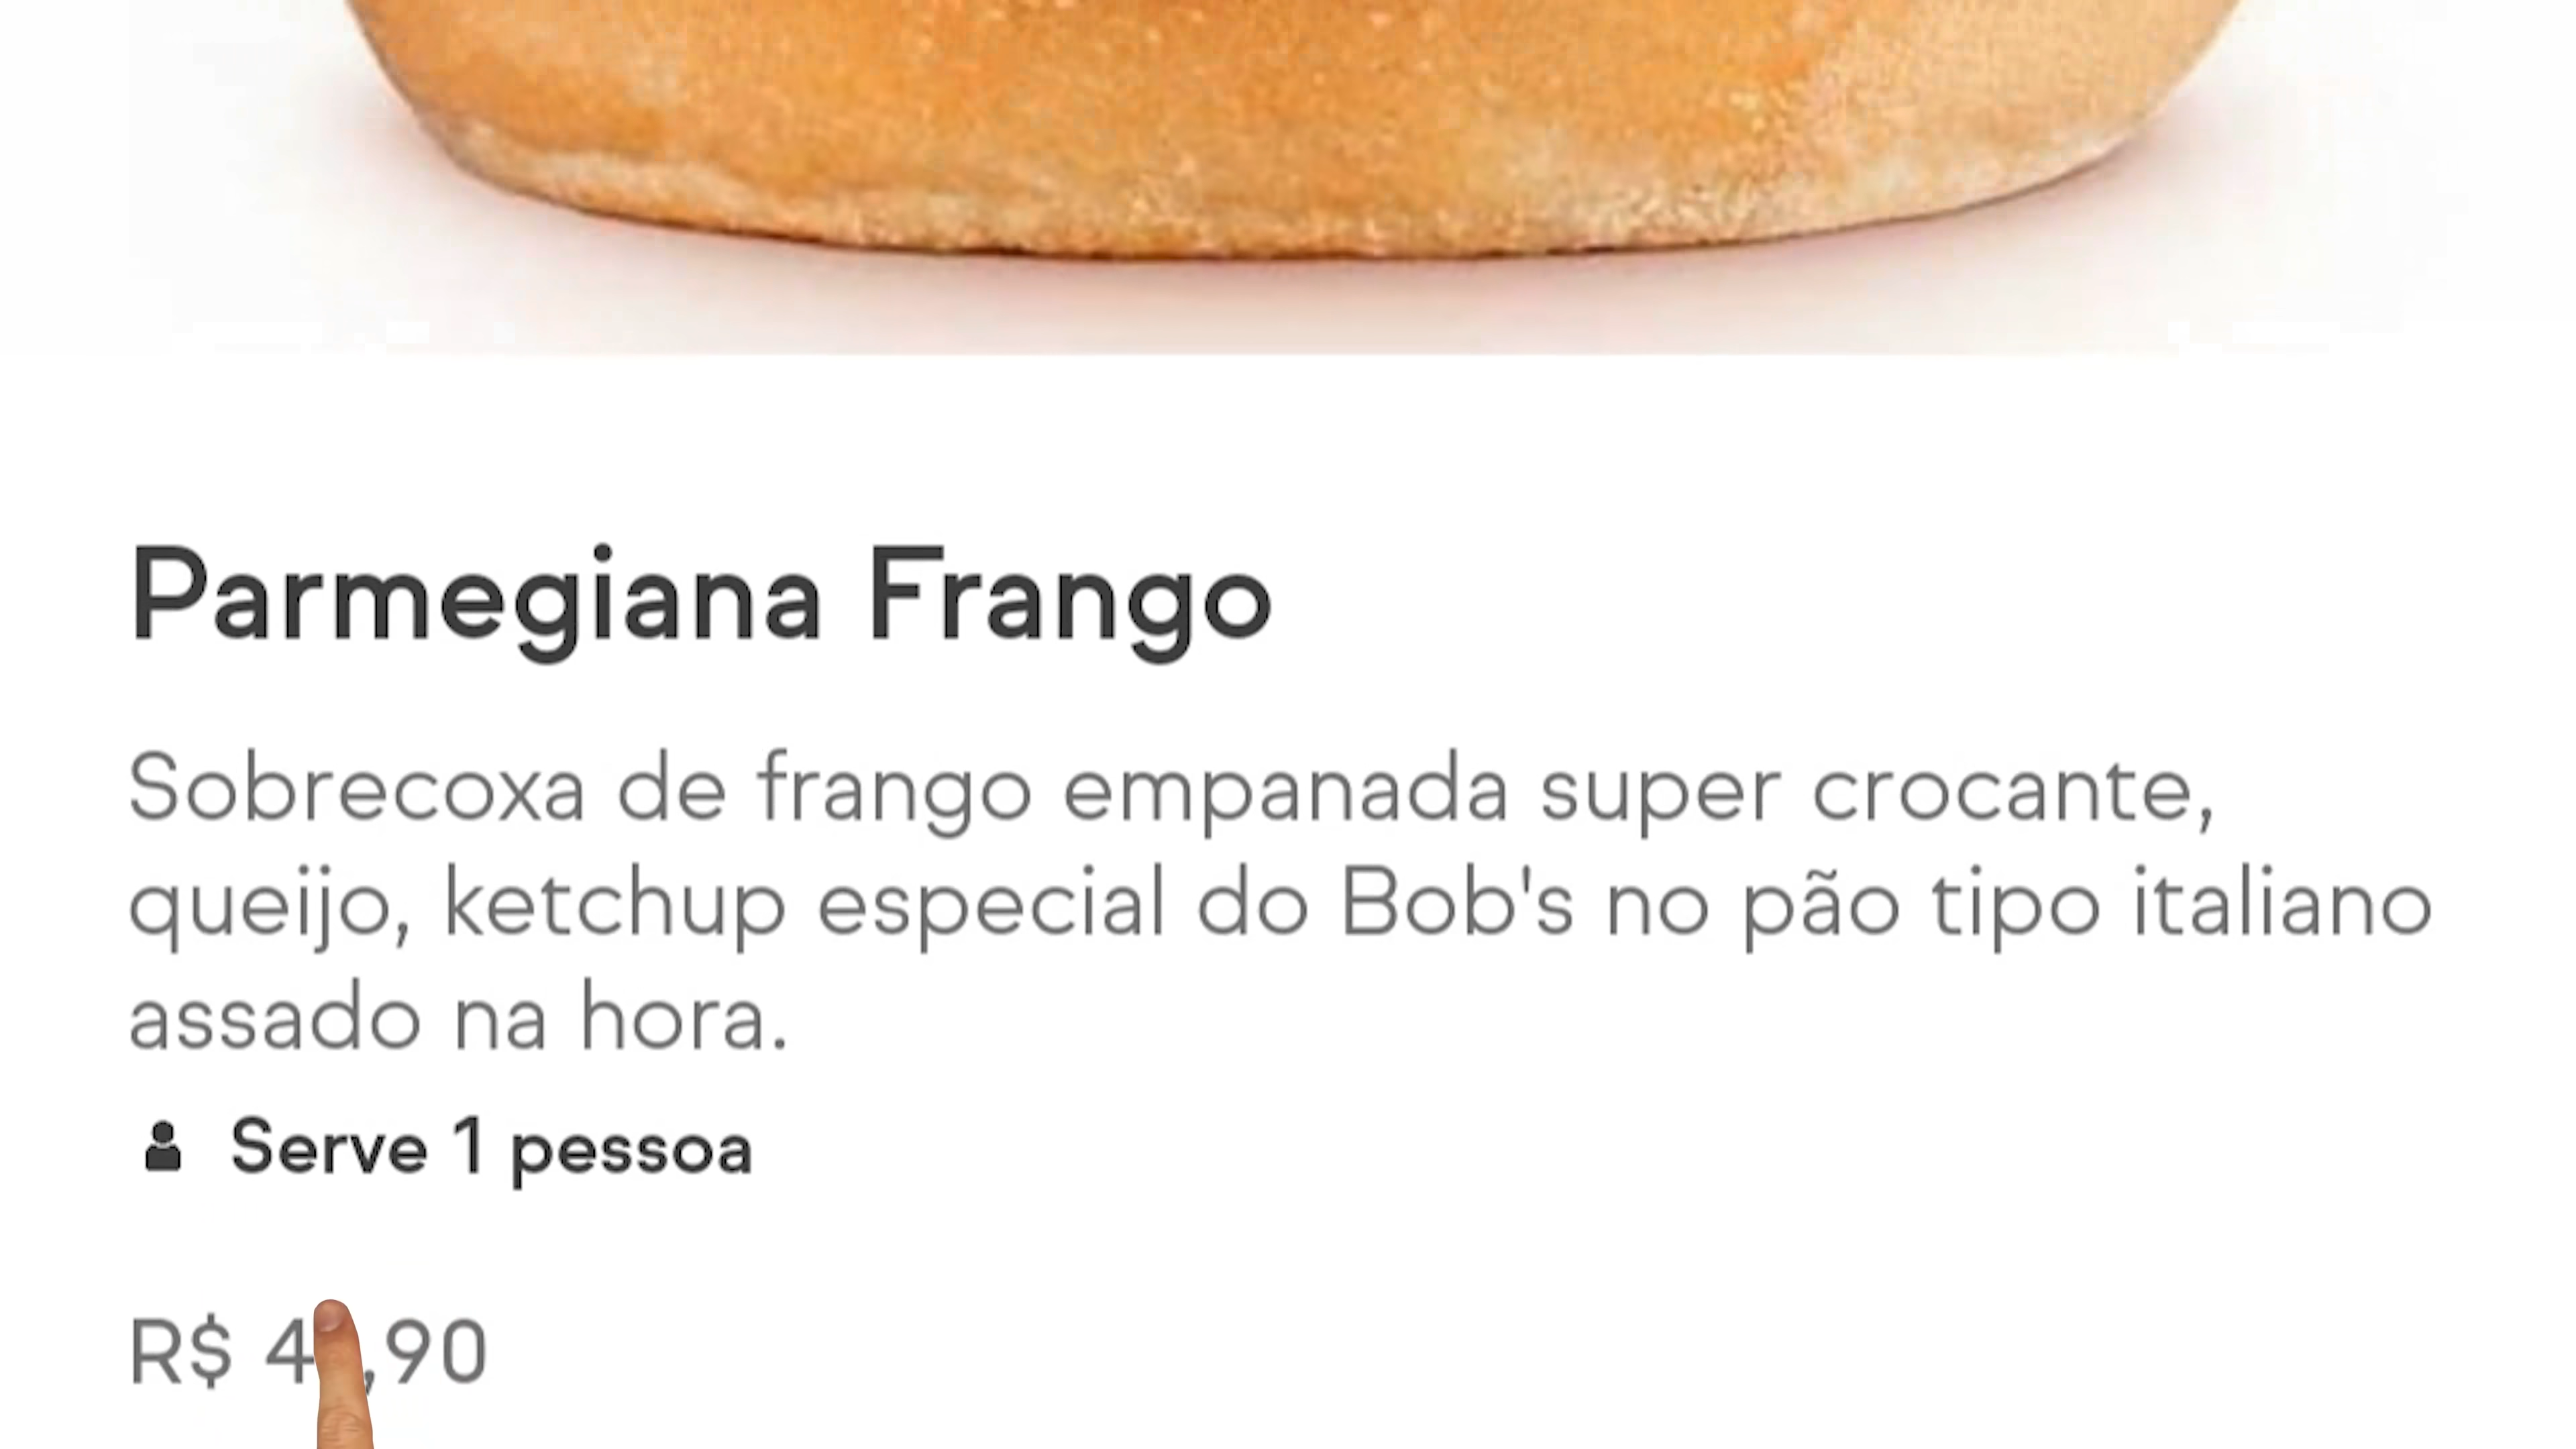 Parmegiana Frango
Sobrecoxa de frango empanada super crocante,
queijo, ketchup especial do Bob's no pão tipo italiano
assado na hora.
Serve 1 pessoa
R$